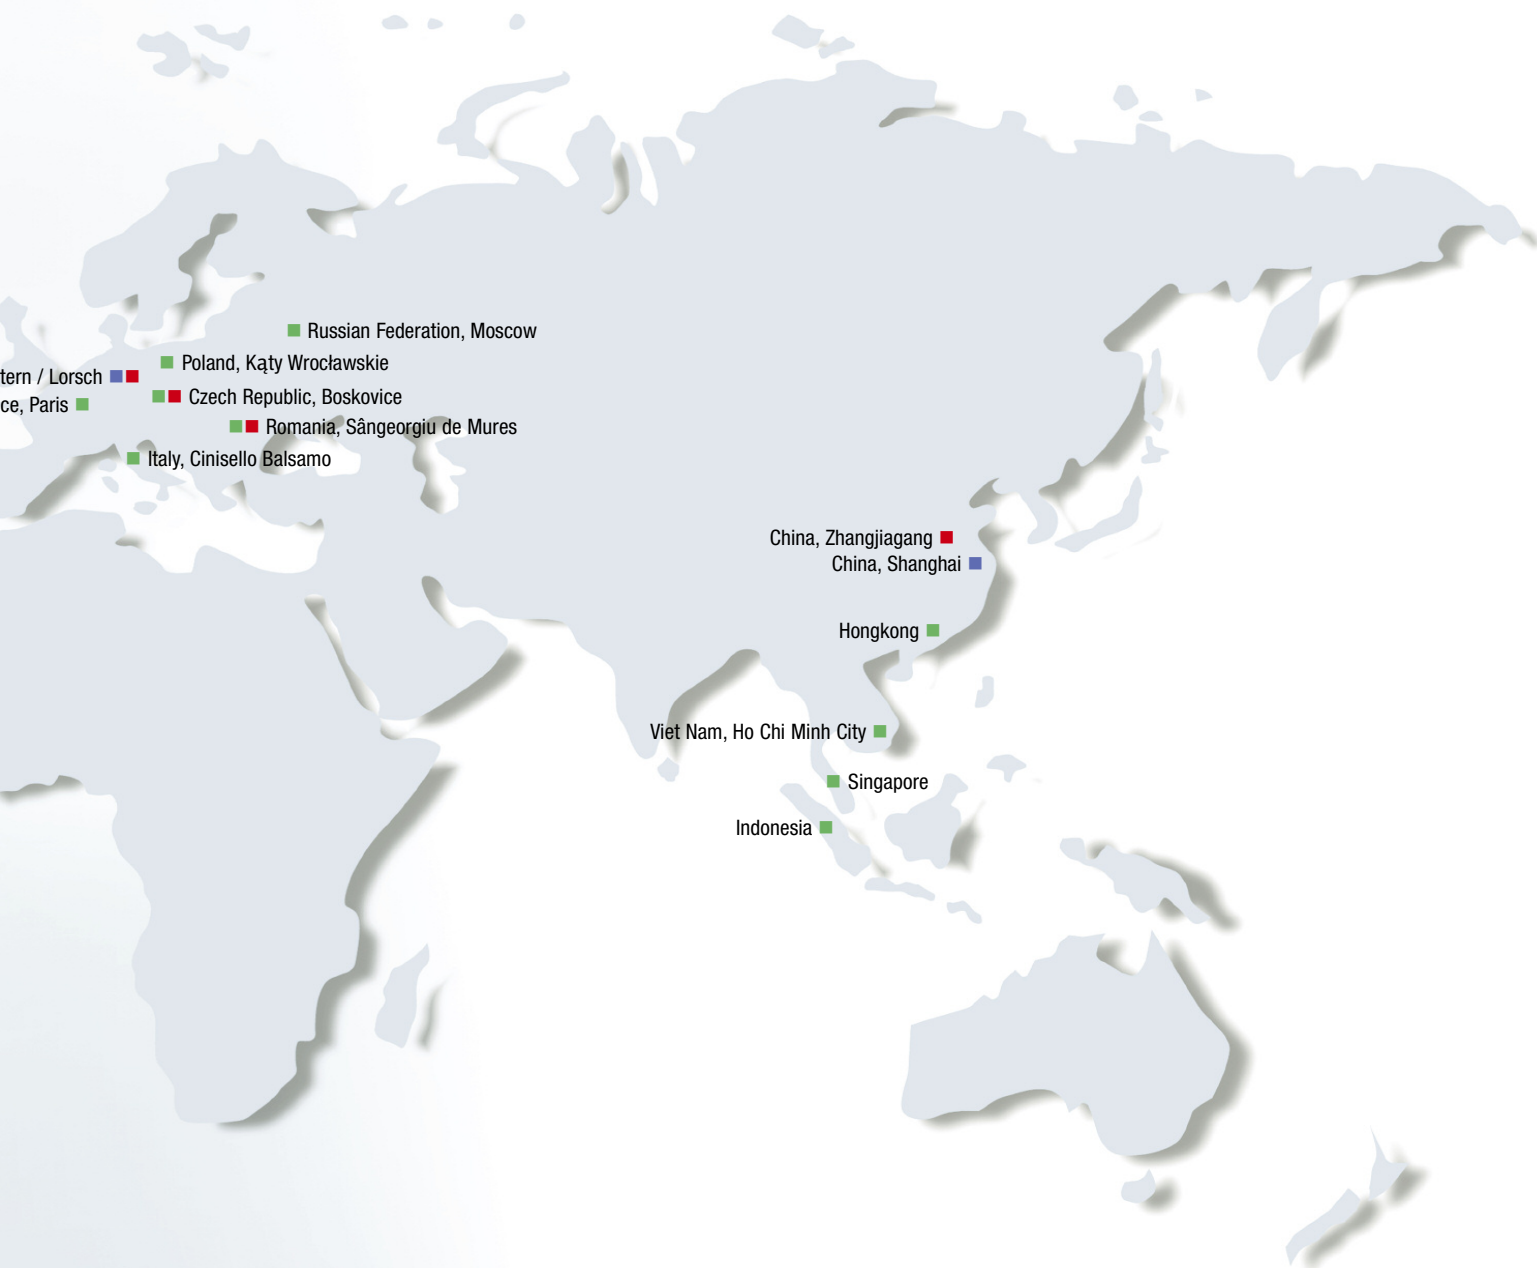 Russian Federation, Moscow
Poland, Kąty Wrocławskie
tern / Lorsch
Czech Republic, Boskovice
ce, Paris
Romania, Sângeorgiu de Mures
Italy, Cinisello Balsamo
China, Zhangjiagang
China, Shanghai
Hongkong
Viet Nam, Ho Chi Minh City
Singapore
Indonesia